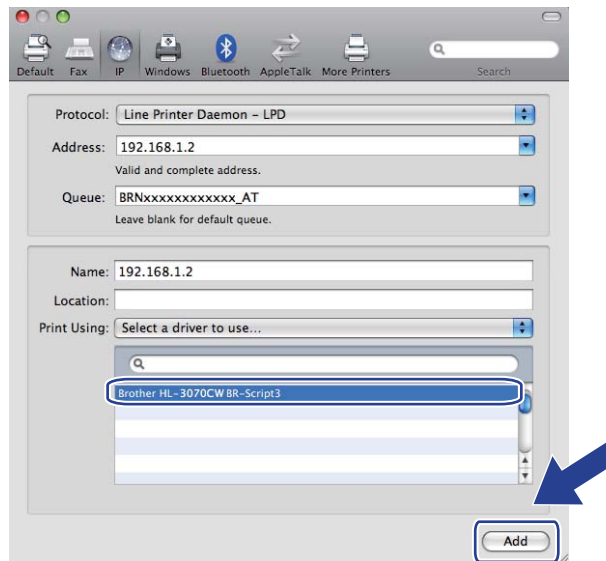 Default Fax IP Windows Bluetooth AppleTalk More Printers Search
Protocol: Line Printer Daemon – LPD
Address: 192.168.1.2
Valid and complete address.
Queue: BRNxxxxxxxxxxxx_AT
Leave blank for default queue.
Name: 192.168.1.2
Location:
Print Using: Select a driver to use...
Brother HL-3070CW BR-Script3
Add